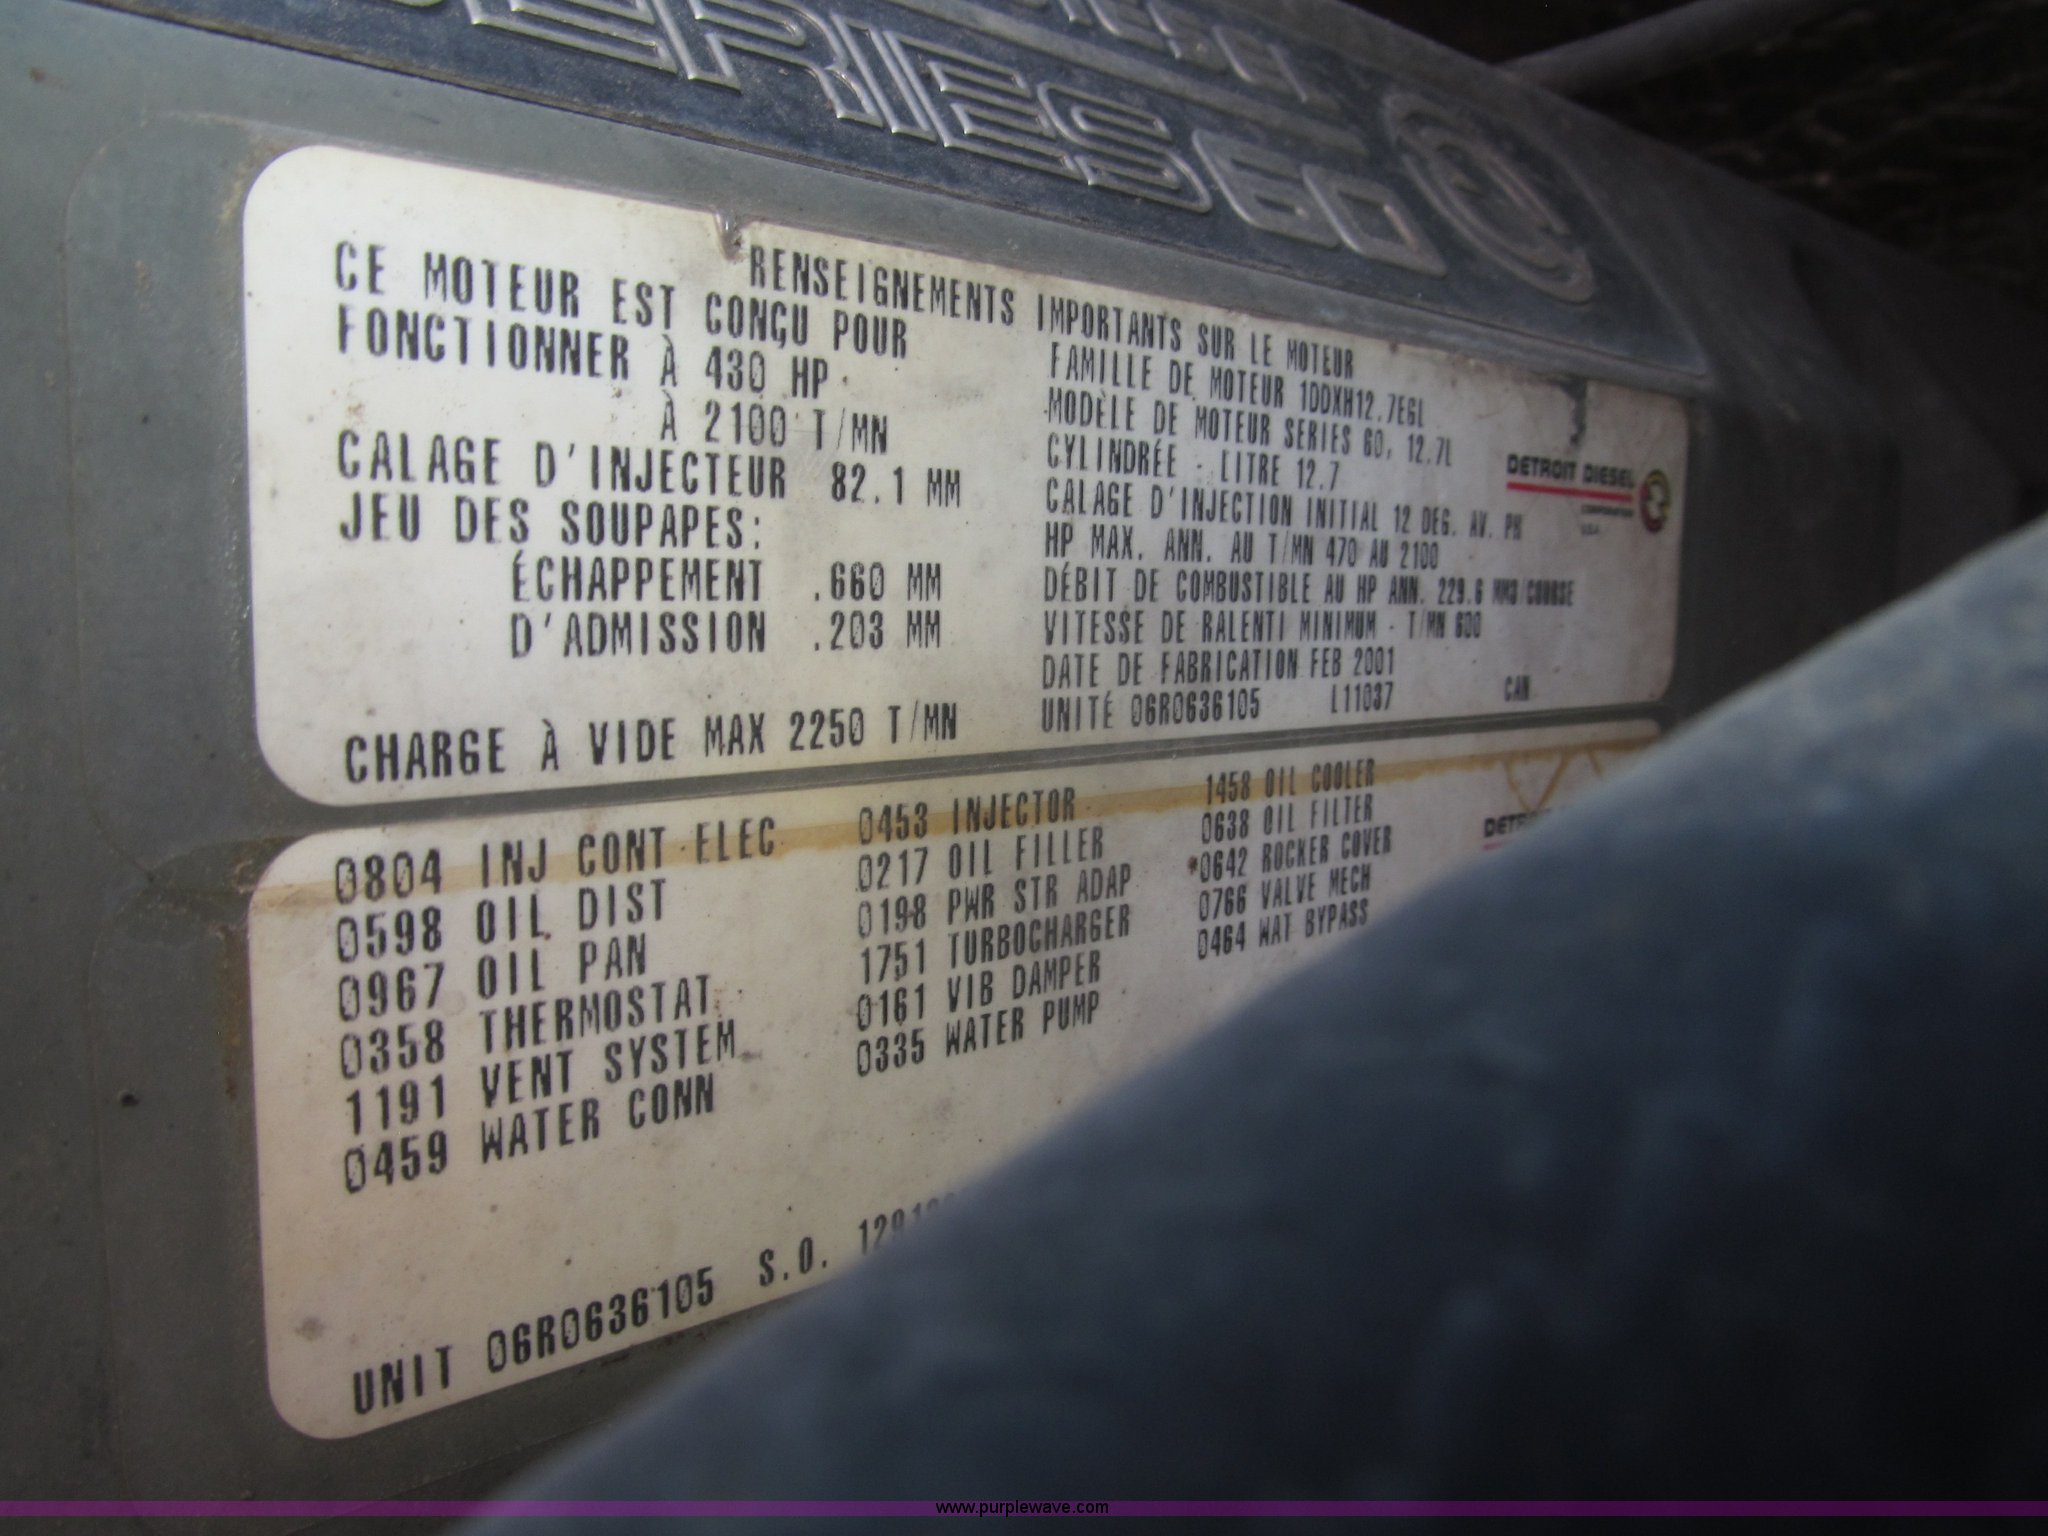 SERIES 60
RENSEIGNEMENTS IMPORTANTS SUR LE MOTEUR
CE MOTEUR EST CONÇU POUR
FONCTIONNER À 430 HP
À 2100 T/MN
CALAGE D'INJECTEUR 82.1 MM
JEU DES SOUPAPES:
ÉCHAPPEMENT .660 MM
D'ADMISSION .203 MM
CHARGE À VIDE MAX 2250 T/MN
FAMILLE DE MOTEUR 1DDXH12.7EGL
MODÈLE DE MOTEUR SERIES 60, 12.7L
CYLINDRÉE - LITRE 12.7
CALAGE D'INJECTION INITIAL 12 DEG. AV. PH
HP MAX. ANN. AU T/MN 470 AU 2100
DÉBIT DE COMBUSTIBLE AU HP ANN. 229.6 MM3/COURSE
VITESSE DE RALENTI MINIMUM - T/MN 600
DATE DE FABRICATION FEB 2001
UNITÉ 06R0636105 L11037 CAN
DETROIT DIESEL
CORPORATION
U.S.A.
0804 INJ CONT ELEC
0598 OIL DIST
0967 OIL PAN
0358 THERMOSTAT
1191 VENT SYSTEM
0459 WATER CONN
0453 INJECTOR
0217 OIL FILLER
0198 PWR STR ADAP
1751 TURBOCHARGER
0161 VIB DAMPER
0335 WATER PUMP
1458 OIL COOLER
0638 OIL FILTER
0642 ROCKER COVER
0766 VALVE MECH
0464 WAT BYPASS
UNIT 06R0636105 S.O.
www.purplewave.com